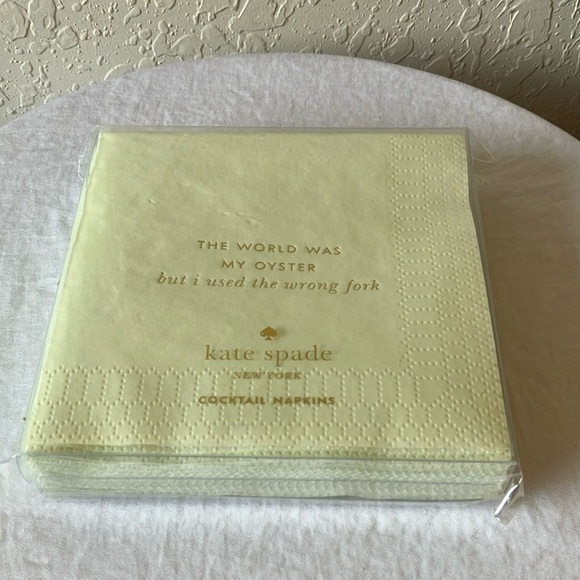 THE WORLD WAS
MY OYSTER
but i used the wrong fork
kate spade
NEW YORK
COCKTAIL NAPKINS